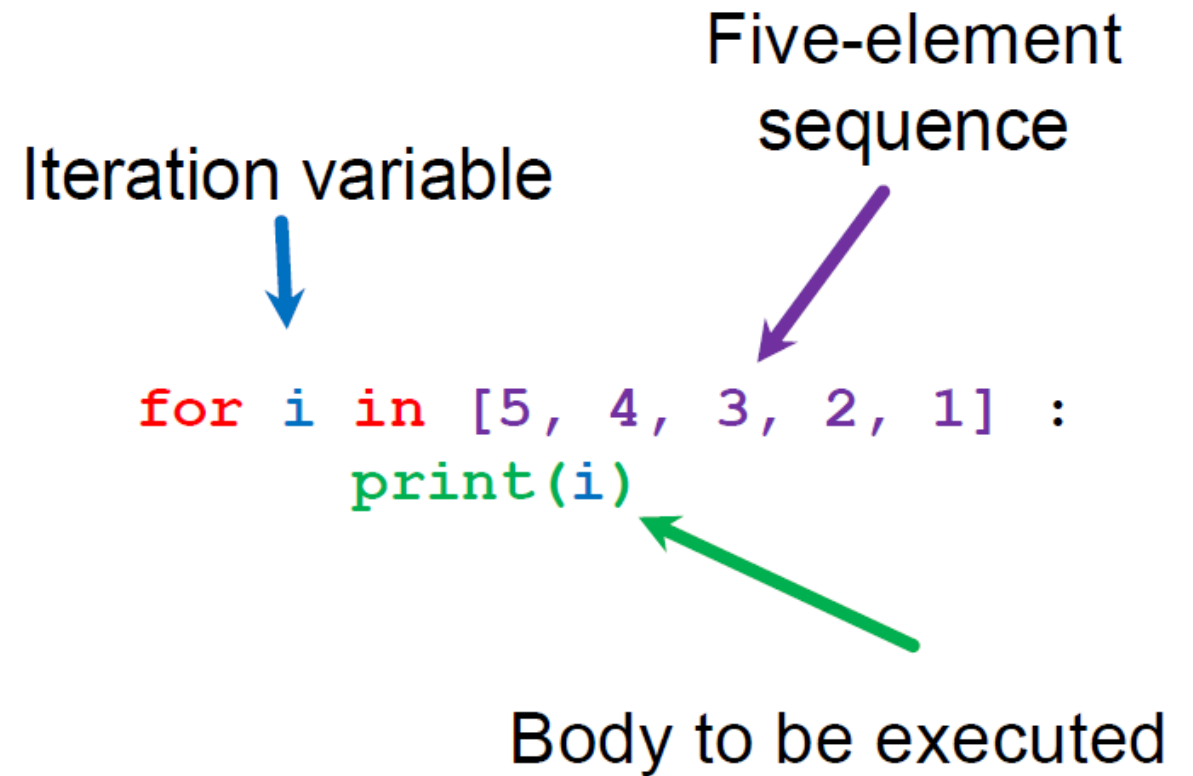 Five-element
sequence
Iteration variable
for i in [5, 4, 3, 2, 1] :
print(i)
Body to be executed